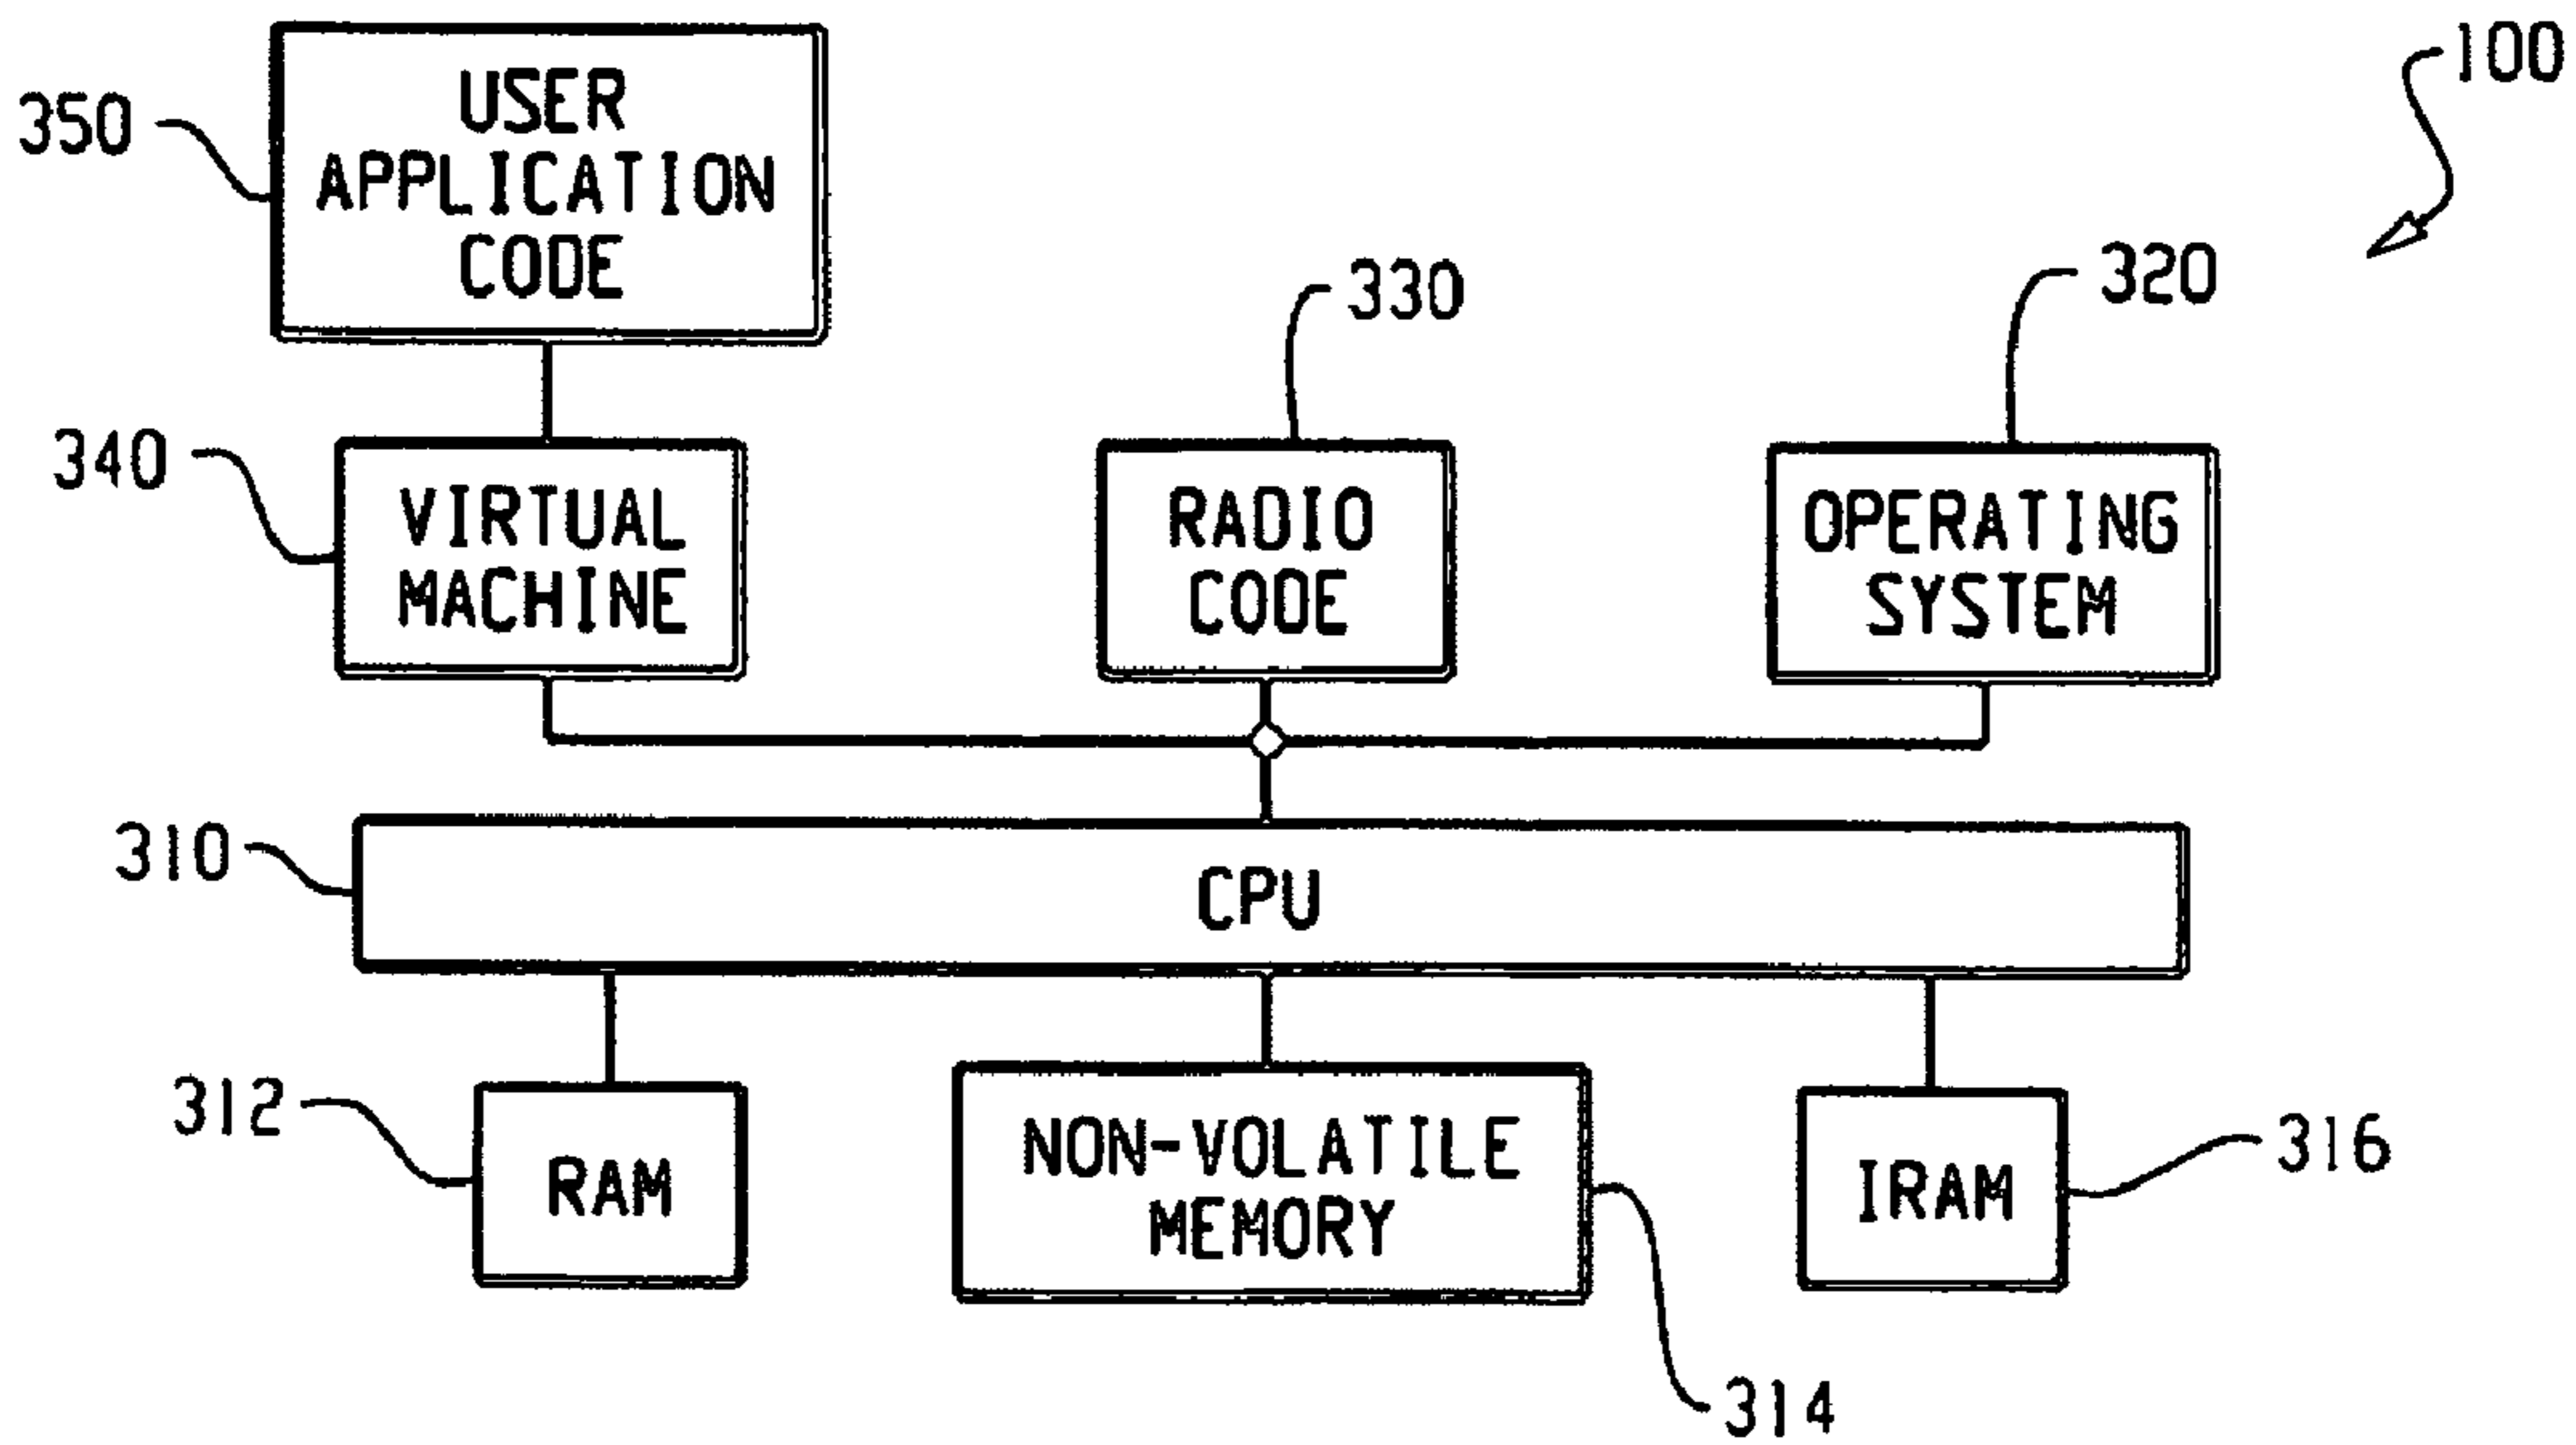 100
350
USER
APPLICATION
CODE
330
320
340
VIRTUAL
MACHINE
RADIO
CODE
OPERATING
SYSTEM
310
CPU
312
RAM
NON-VOLATILE
MEMORY
IRAM
316
314